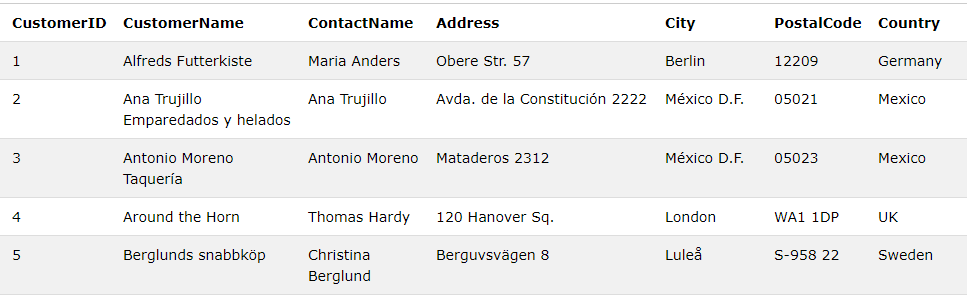 CustomerID CustomerName ContactName Address City PostalCode Country
1 Alfreds Futterkiste Maria Anders Obere Str. 57 Berlin 12209 Germany
2 Ana Trujillo Ana Trujillo Avda. de la Constitución 2222 México D.F. 05021 Mexico
Emparedados y helados
3 Antonio Moreno Antonio Moreno Mataderos 2312 México D.F. 05023 Mexico
Taquería
4 Around the Horn Thomas Hardy 120 Hanover Sq. London WA1 1DP UK
5 Berglunds snabbköp Christina Berguvsvägen 8 Luleå S-958 22 Sweden
Berglund